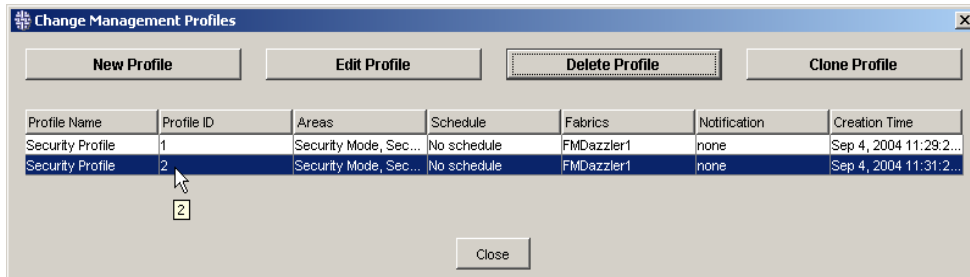 Change Management Profiles
New Profile Edit Profile Delete Profile Clone Profile
Profile Name Profile ID Areas Schedule Fabrics Notification Creation Time
Security Profile 1 Security Mode, Sec... No schedule FMDazzler1 none Sep 4, 2004 11:29:2...
Security Profile 2 Security Mode, Sec... No schedule FMDazzler1 none Sep 4, 2004 11:31:2...
2
Close